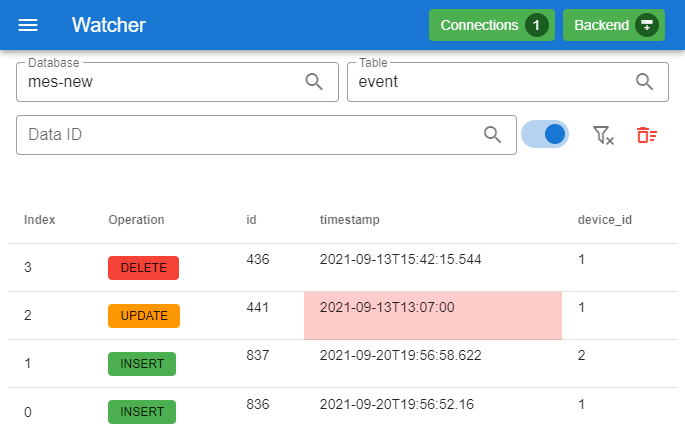 Watcher
Connections 1
Backend
Database
mes-new
Table
event
Data ID
Index Operation id timestamp device_id
3 DELETE 436 2021-09-13T15:42:15.544 1
2 UPDATE 441 2021-09-13T13:07:00 1
1 INSERT 837 2021-09-20T19:56:58.622 2
0 INSERT 836 2021-09-20T19:56:52.16 1